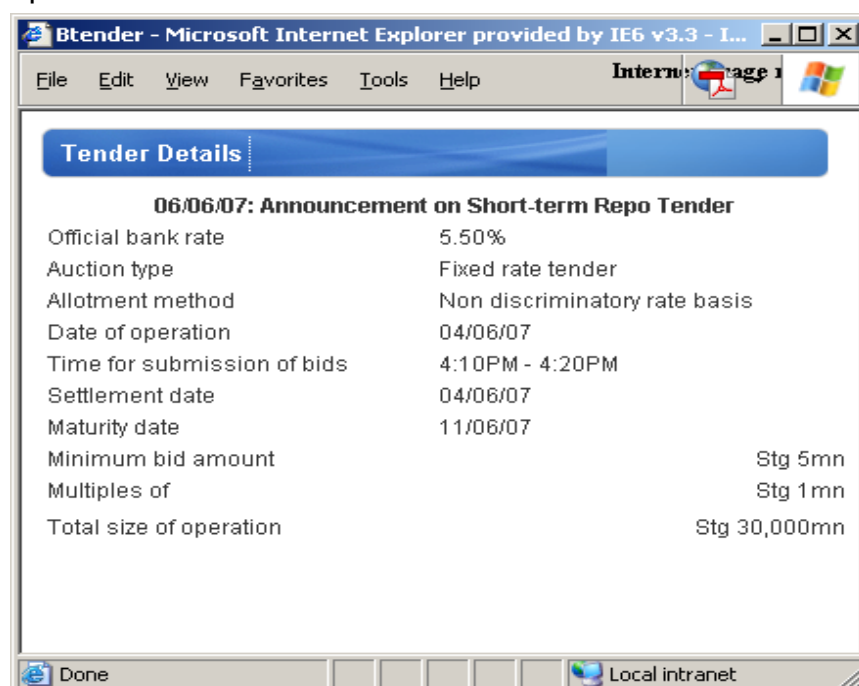 Btender - Microsoft Internet Explorer provided by IE6 v3.3 - I...
File Edit View Favorites Tools Help
Tender Details
06/06/07: Announcement on Short-term Repo Tender
Official bank rate 5.50%
Auction type Fixed rate tender
Allotment method Non discriminatory rate basis
Date of operation 04/06/07
Time for submission of bids 4:10PM - 4:20PM
Settlement date 04/06/07
Maturity date 11/06/07
Minimum bid amount Stg 5mn
Multiples of Stg 1mn
Total size of operation Stg 30,000mn
Done Local intranet